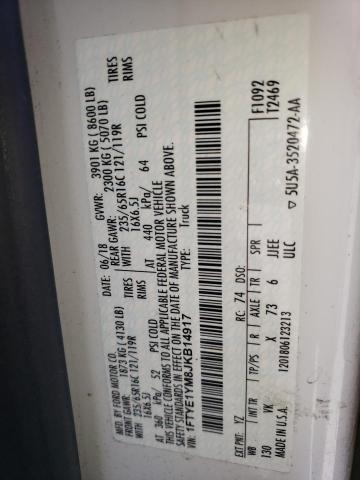 MFD. BY FORD MOTOR CO.
DATE: 06/18 GVWR: 3901 KG ( 8600 LB)
FRONT GAWR: 1873 KG ( 4130 LB) REAR GAWR: 2300 KG ( 5070 LB)
WITH 235/65R16C 121/119R TIRES WITH 235/65R16C 121/119R TIRES
16X6.5J RIMS 16X6.5J RIMS
AT 360 kPa/ 52 PSI COLD AT 440 kPa/ 64 PSI COLD
THIS VEHICLE CONFORMS TO ALL APPLICABLE FEDERAL MOTOR VEHICLE
SAFETY STANDARDS IN EFFECT ON THE DATE OF MANUFACTURE SHOWN ABOVE.
VIN: 1FTYE1YM8JKB14917 Truck
F1092
T2469
EXT PNT: YZ RC: 74 DSO:
WB TP/PS R AXLE TR SPR
130 VK X 73 6 JJEE
MADE IN U.S.A. 1201806123213 ULC
▽ 5U5A-3520472-AA